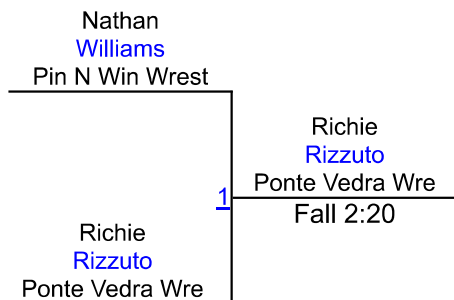 Nathan
Williams
Pin N Win Wrest
Richie
Rizzuto
Ponte Vedra Wre
1
Fall 2:20
Richie
Rizzuto
Ponte Vedra Wre